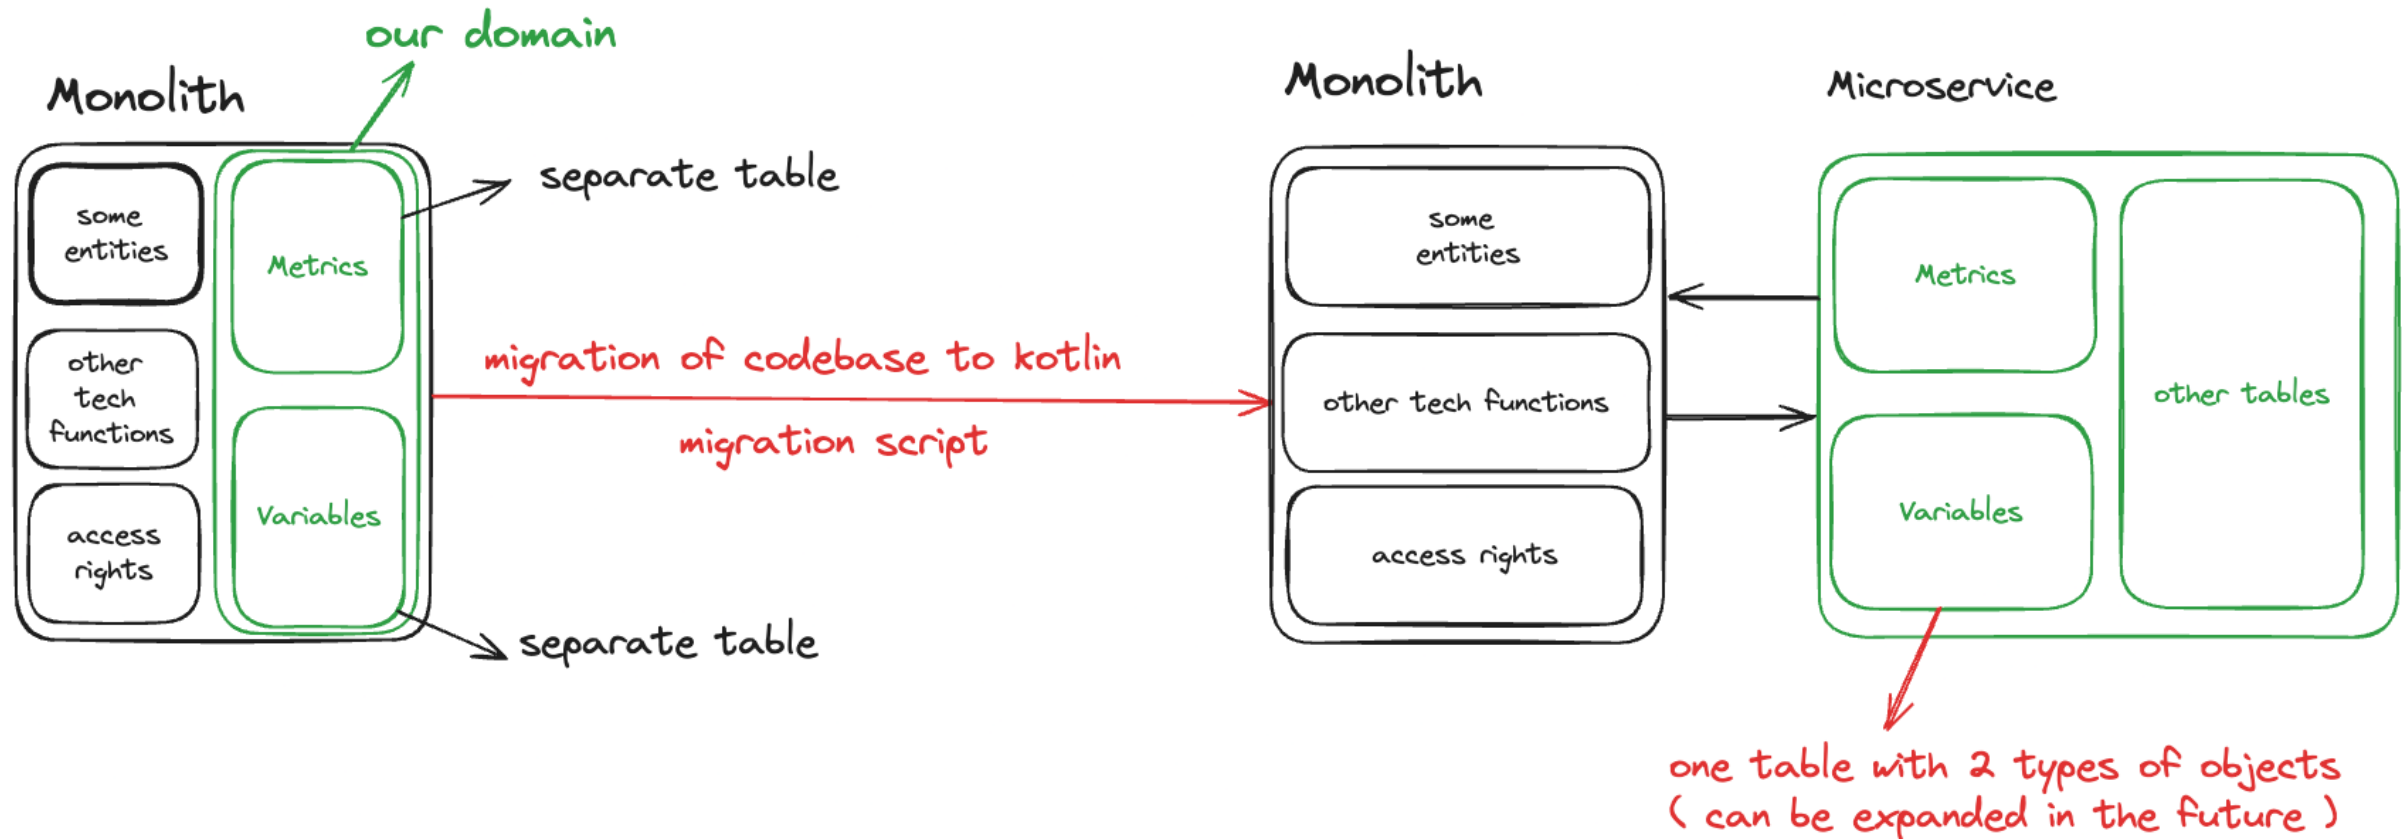 our domain
Monolith
some
entities
other
tech
functions
access
rights
Metrics
Variables
separate table
separate table
migration of codebase to kotlin
migration script
Monolith
some
entities
other tech functions
access rights
Microservice
Metrics
Variables
other tables
one table with 2 types of objects
( can be expanded in the future )